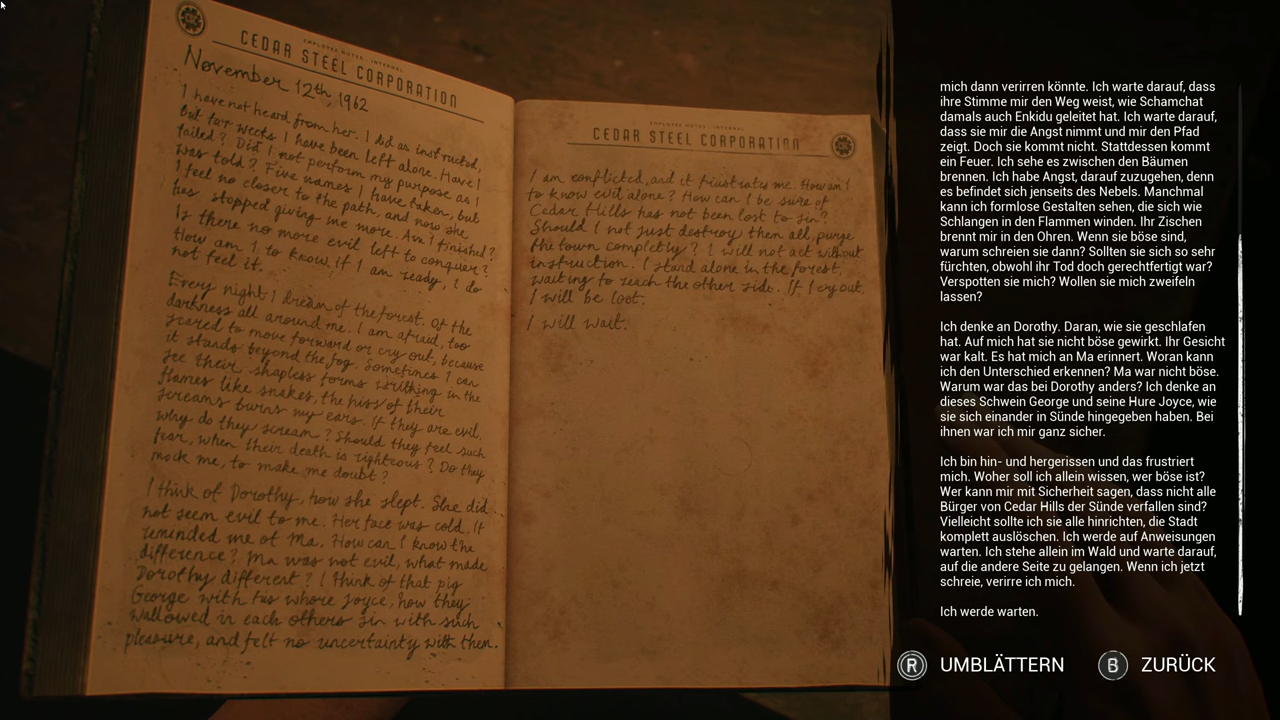 EMPLOYEE NOTES - INTERNAL
CEDAR STEEL CORPORATION
November 12th, 1962
I have not heard from her. I did as instructed,
but for weeks I have been left alone. Have I
failed? Did I not perform my purpose as I
was told? Five names I have taken, but
I feel no closer to the path, and now she
has stopped giving me more. Am I finished?
Is there no more evil left to conquer?
How am I to know if I am ready, I do
not feel it.
Every night I dream of the forest. Of the
darkness all around me. I am afraid, too
scared to move forward or cry out, because
it stands beyond the fog. Sometimes I can
see their shapless forms writhing in the
flames like snakes, the hiss of their
screams burns my ears. If they are evil,
why do they scream? Should they feel such
fear, when their death is righteous? Do they
mock me, to make me doubt?
I think of Dorothy, how she slept. She did
not seem evil to me. Her face was cold. It
reminded me of Ma. How can I know the
difference? Ma was not evil, what made
Dorothy different? I think of that pig
George with his whore Joyce, how they
wallowed in each others sin with such
pleasure, and felt no uncertainty with them.
EMPLOYEE NOTES - INTERNAL
CEDAR STEEL CORPORATION
I am conflicted, and it frustrates me. How am I
to know evil alone? How can I be sure of
Cedar Hills has not been lost to sin?
Should I not just destroy them all, purge
the town completly? I will not act without
instruction. I stand alone in the forest,
waiting to reach the other side. If I cry out,
I will be lost.
I will wait.
mich dann verirren könnte. Ich warte darauf, dass
ihre Stimme mir den Weg weist, wie Schamchat
damals auch Enkidu geleitet hat. Ich warte darauf,
dass sie mir die Angst nimmt und mir den Pfad
zeigt. Doch sie kommt nicht. Stattdessen kommt
ein Feuer. Ich sehe es zwischen den Bäumen
brennen. Ich habe Angst, darauf zuzugehen, denn
es befindet sich jenseits des Nebels. Manchmal
kann ich formlose Gestalten sehen, die sich wie
Schlangen in den Flammen winden. Ihr Zischen
brennt mir in den Ohren. Wenn sie böse sind,
warum schreien sie dann? Sollten sie sich so sehr
fürchten, obwohl ihr Tod doch gerechtfertigt war?
Verspotten sie mich? Wollen sie mich zweifeln
lassen?
Ich denke an Dorothy. Daran, wie sie geschlafen
hat. Auf mich hat sie nicht böse gewirkt. Ihr Gesicht
war kalt. Es hat mich an Ma erinnert. Woran kann
ich den Unterschied erkennen? Ma war nicht böse.
Warum war das bei Dorothy anders? Ich denke an
dieses Schwein George und seine Hure Joyce, wie
sie sich einander in Sünde hingegeben haben. Bei
ihnen war ich mir ganz sicher.
Ich bin hin- und hergerissen und das frustriert
mich. Woher soll ich allein wissen, wer böse ist?
Wer kann mir mit Sicherheit sagen, dass nicht alle
Bürger von Cedar Hills der Sünde verfallen sind?
Vielleicht sollte ich sie alle hinrichten, die Stadt
komplett auslöschen. Ich werde auf Anweisungen
warten. Ich stehe allein im Wald und warte darauf,
auf die andere Seite zu gelangen. Wenn ich jetzt
schreie, verirre ich mich.
Ich werde warten.
R UMBLÄTTERN B ZURÜCK